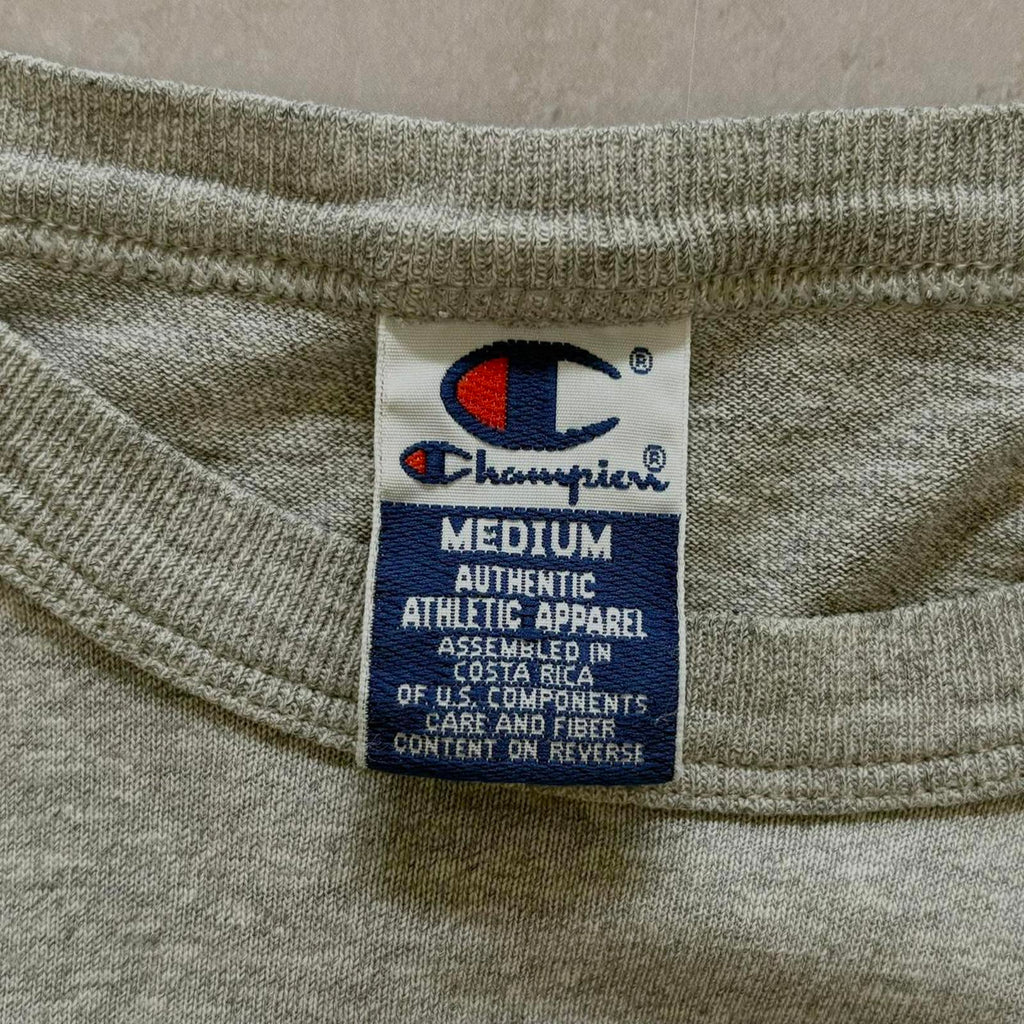 ®
Champion®
MEDIUM
AUTHENTIC
ATHLETIC APPAREL
ASSEMBLED IN
COSTA RICA
OF U.S. COMPONENTS
CARE AND FIBER
CONTENT ON REVERSE